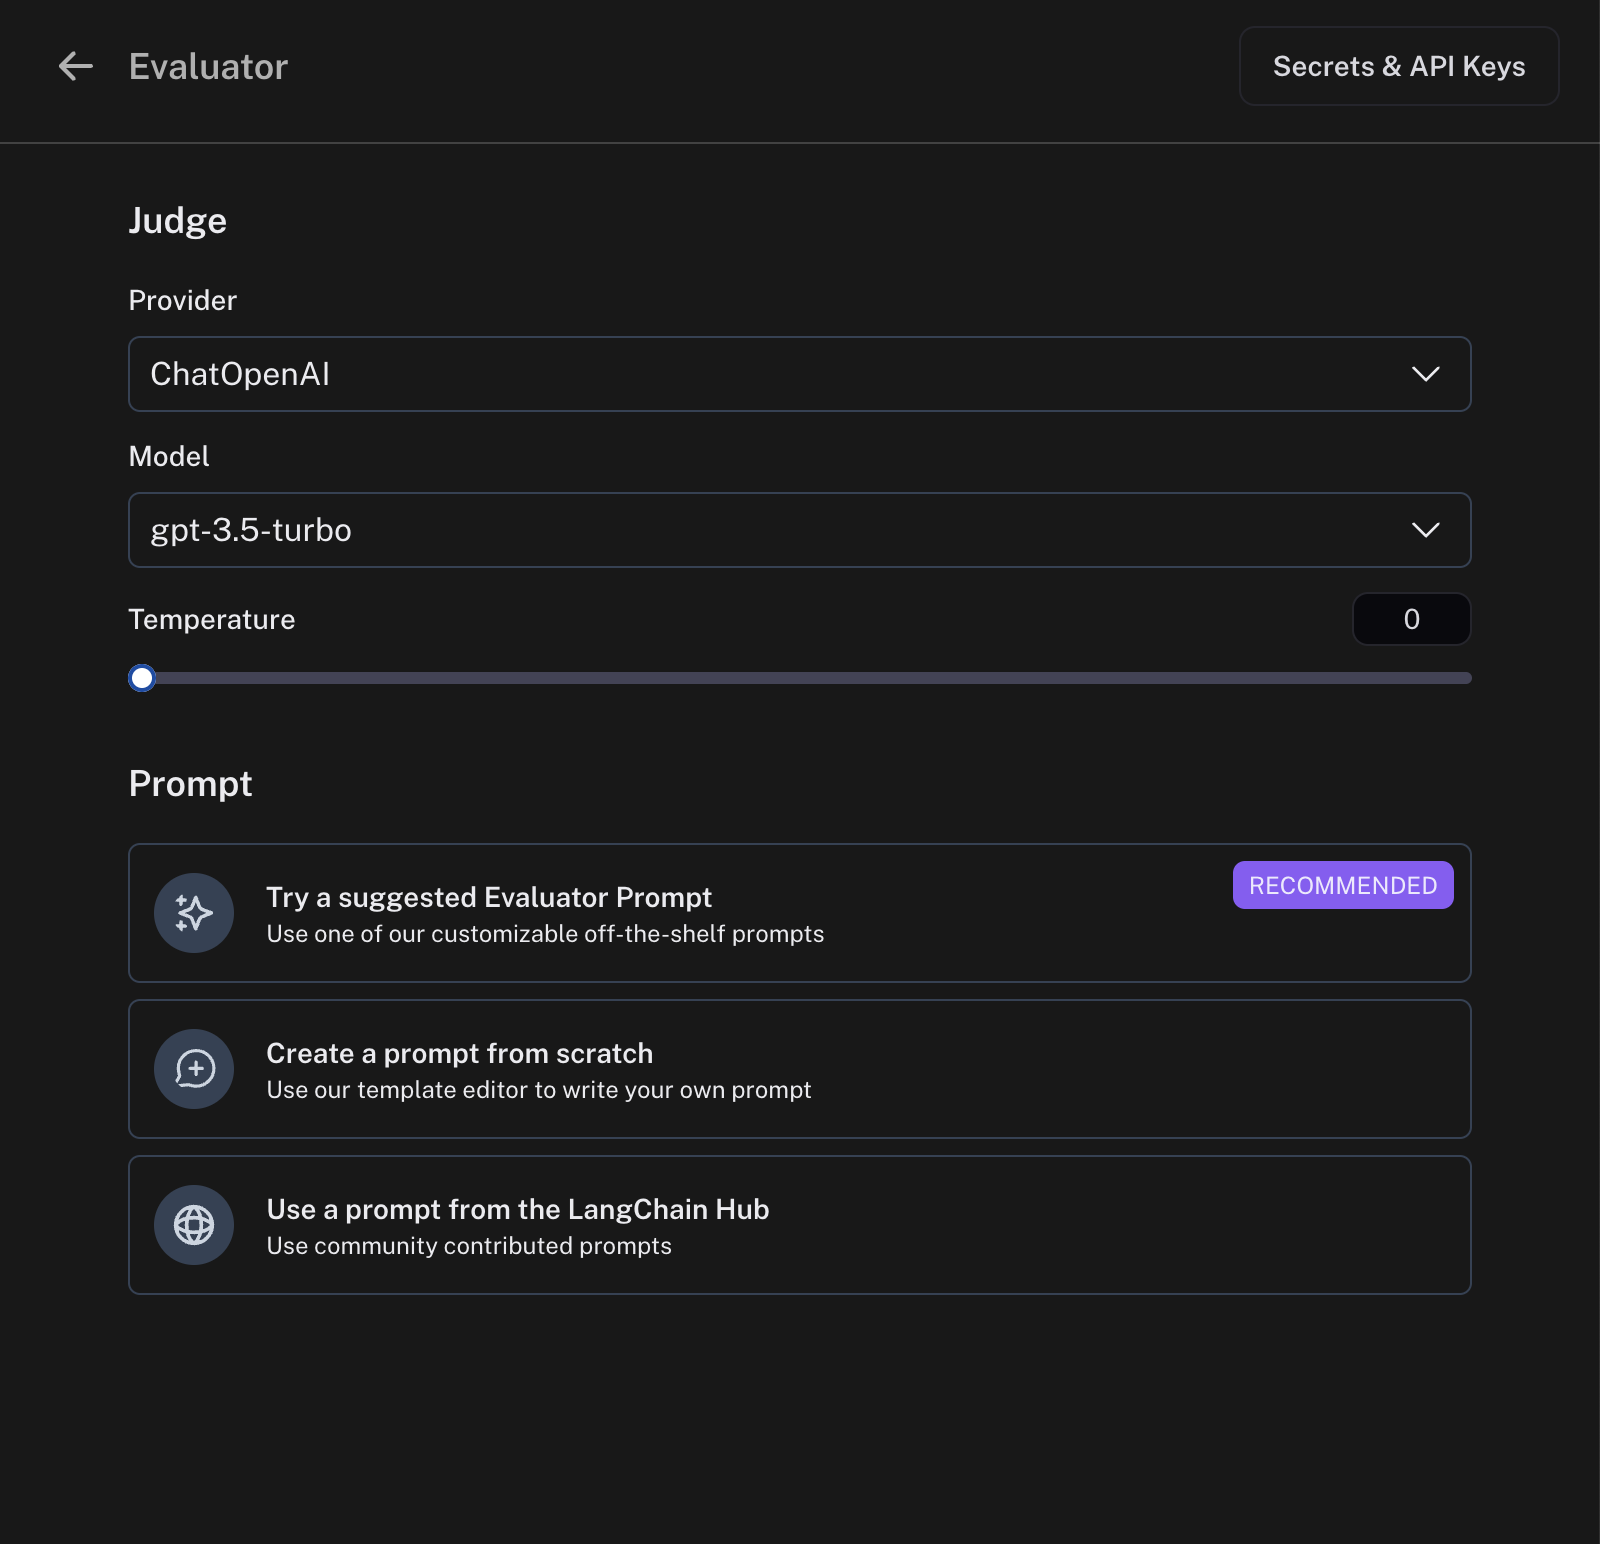 Evaluator
Secrets & API Keys
Judge
Provider
ChatOpenAI
Model
gpt-3.5-turbo
Temperature
0
Prompt
Try a suggested Evaluator Prompt
RECOMMENDED
Use one of our customizable off-the-shelf prompts
Create a prompt from scratch
Use our template editor to write your own prompt
Use a prompt from the LangChain Hub
Use community contributed prompts